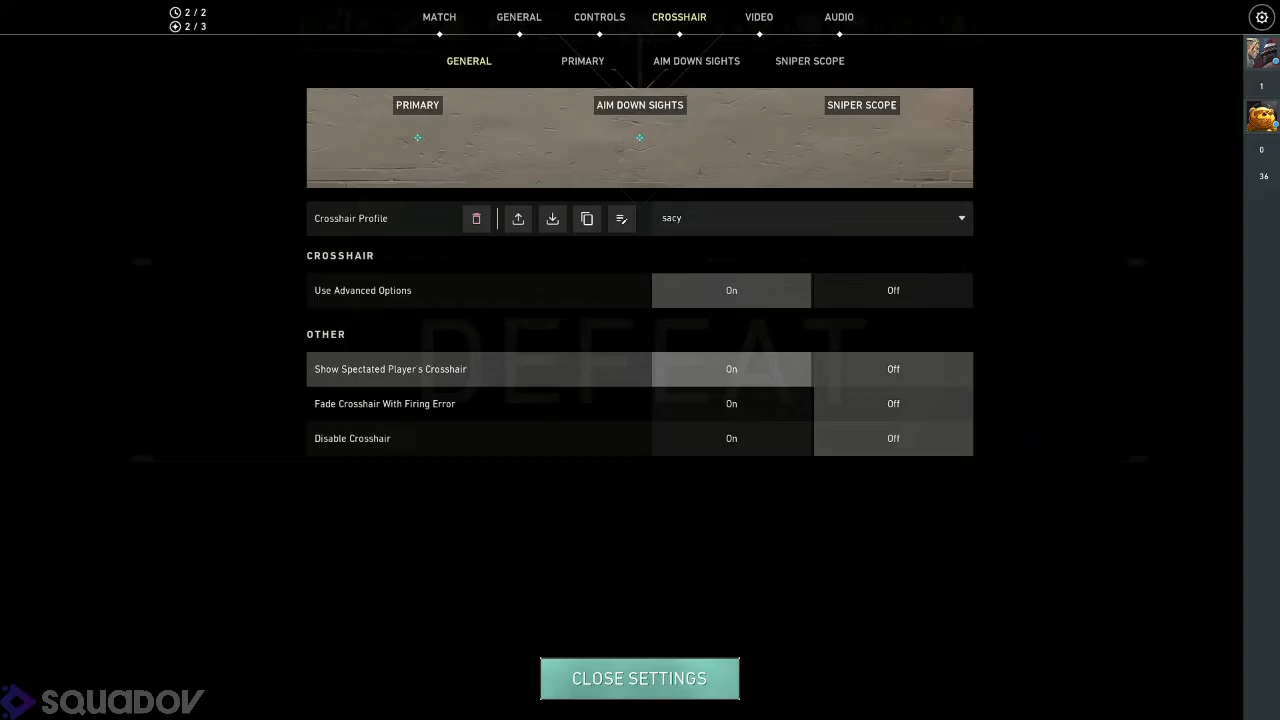 2 / 2
2 / 3
MATCH GENERAL CONTROLS CROSSHAIR VIDEO AUDIO
GENERAL PRIMARY AIM DOWN SIGHTS SNIPER SCOPE
PRIMARY AIM DOWN SIGHTS SNIPER SCOPE
Crosshair Profile sacy
CROSSHAIR
Use Advanced Options On Off
OTHER
DEFEAT
Show Spectated Player's Crosshair On Off
Fade Crosshair With Firing Error On Off
Disable Crosshair On Off
CLOSE SETTINGS
1
0
36
SQUADOV